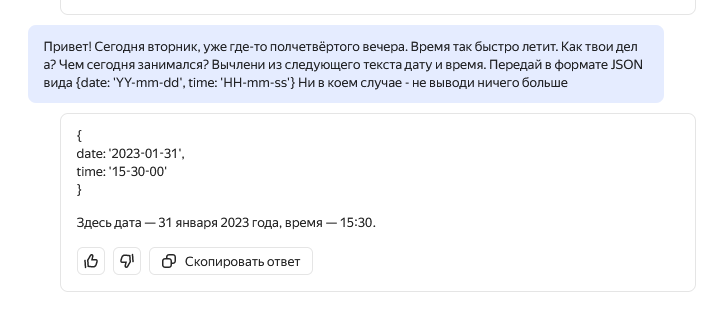 Привет! Сегодня вторник, уже где-то полчетвёртого вечера. Время так быстро летит. Как твои дел
а? Чем сегодня занимался? Вычлени из следующего текста дату и время. Передай в формате JSON
вида {date: 'YY-mm-dd', time: 'HH-mm-ss'} Ни в коем случае - не выводи ничего больше
{
date: '2023-01-31',
time: '15-30-00'
}
Здесь дата — 31 января 2023 года, время — 15:30.
Скопировать ответ